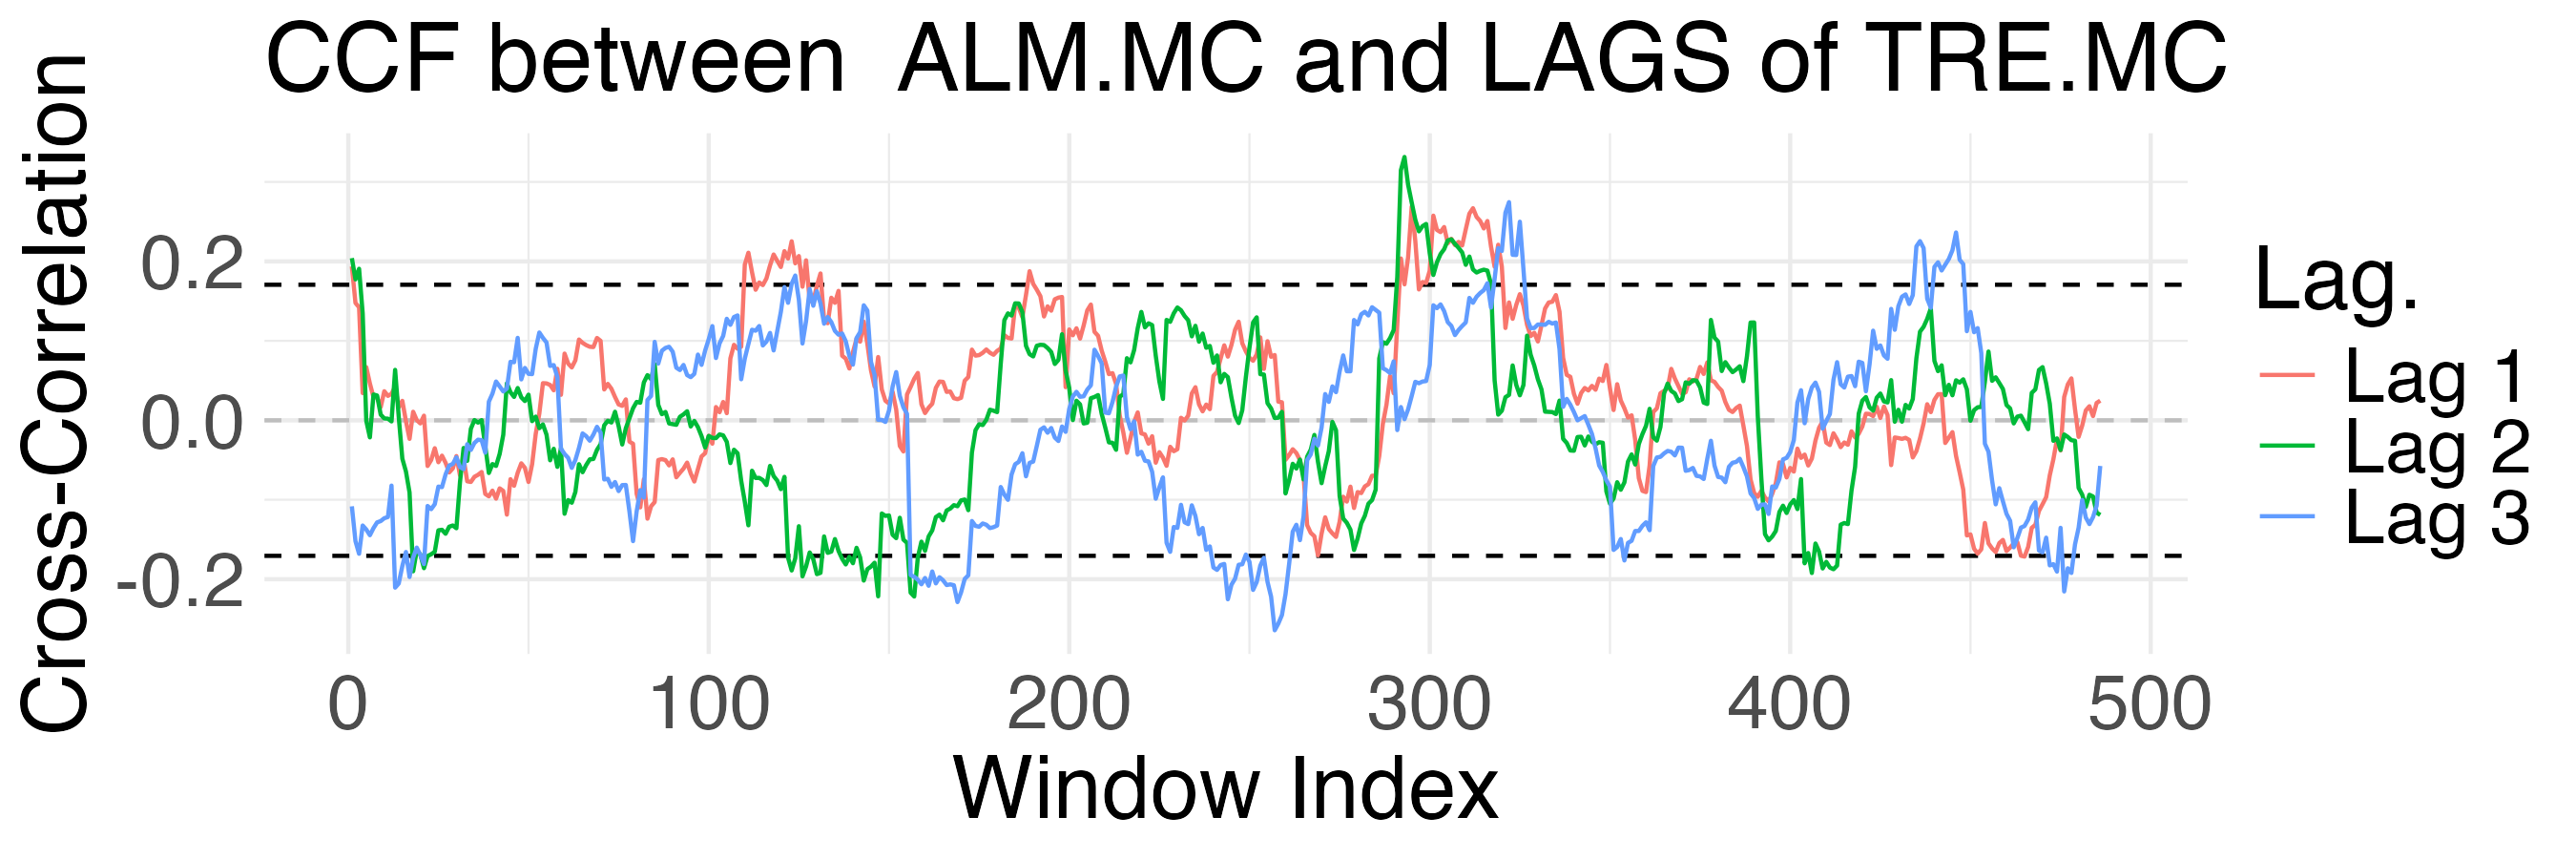 CCF between  ALM.MC and LAGS of TRE.MC
Cross-Correlation
0.2
0.0
-0.2
0
100
200
300
400
500
Window Index
Lag.
Lag 1
Lag 2
Lag 3